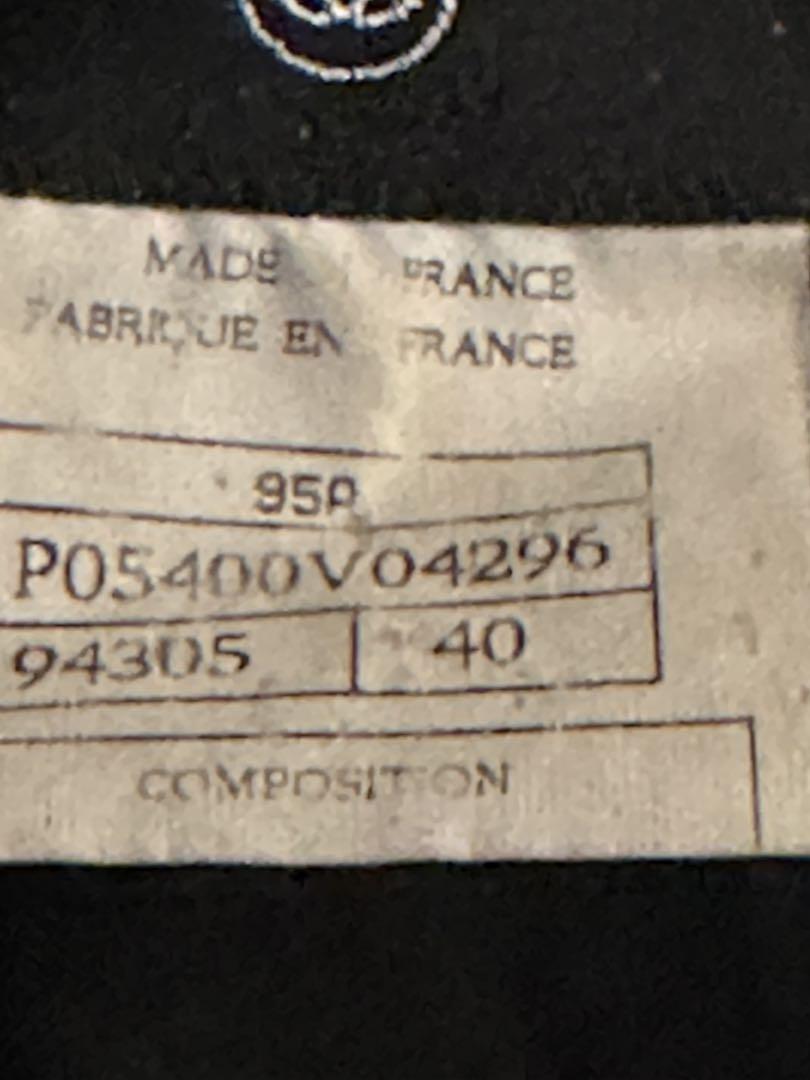 MADE FRANCE
FABRIQUE EN FRANCE
95P
P05400V04296
94305 40
COMPOSITION